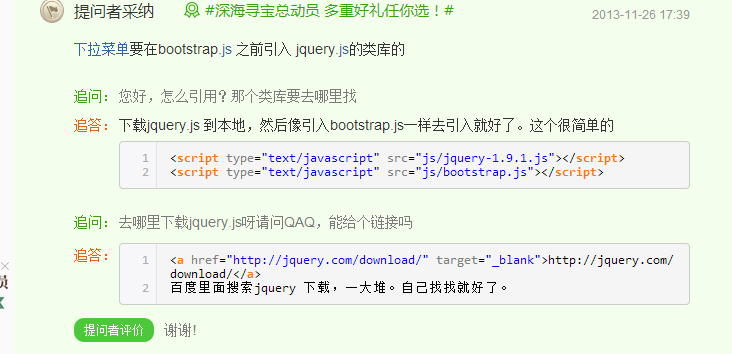 提问者采纳 #深海寻宝总动员 多重好礼任你选！# 2013-11-26 17:39
下拉菜单要在bootstrap.js 之前引入 jquery.js的类库的
追问： 您好，怎么引用？那个类库要去哪里找
追答： 下载jquery.js 到本地，然后像引入bootstrap.js一样去引入就好了。这个很简单的
1 <script type="text/javascript" src="js/jquery-1.9.1.js"></script>
2 <script type="text/javascript" src="js/bootstrap.js"></script>
追问： 去哪里下载jquery.js呀请问QAQ，能给个链接吗
追答：
1 <a href="http://jquery.com/download/" target="_blank">http://jquery.com/
download/</a>
2 百度里面搜索jquery 下载，一大堆。自己找找就好了。
提问者评价 谢谢!